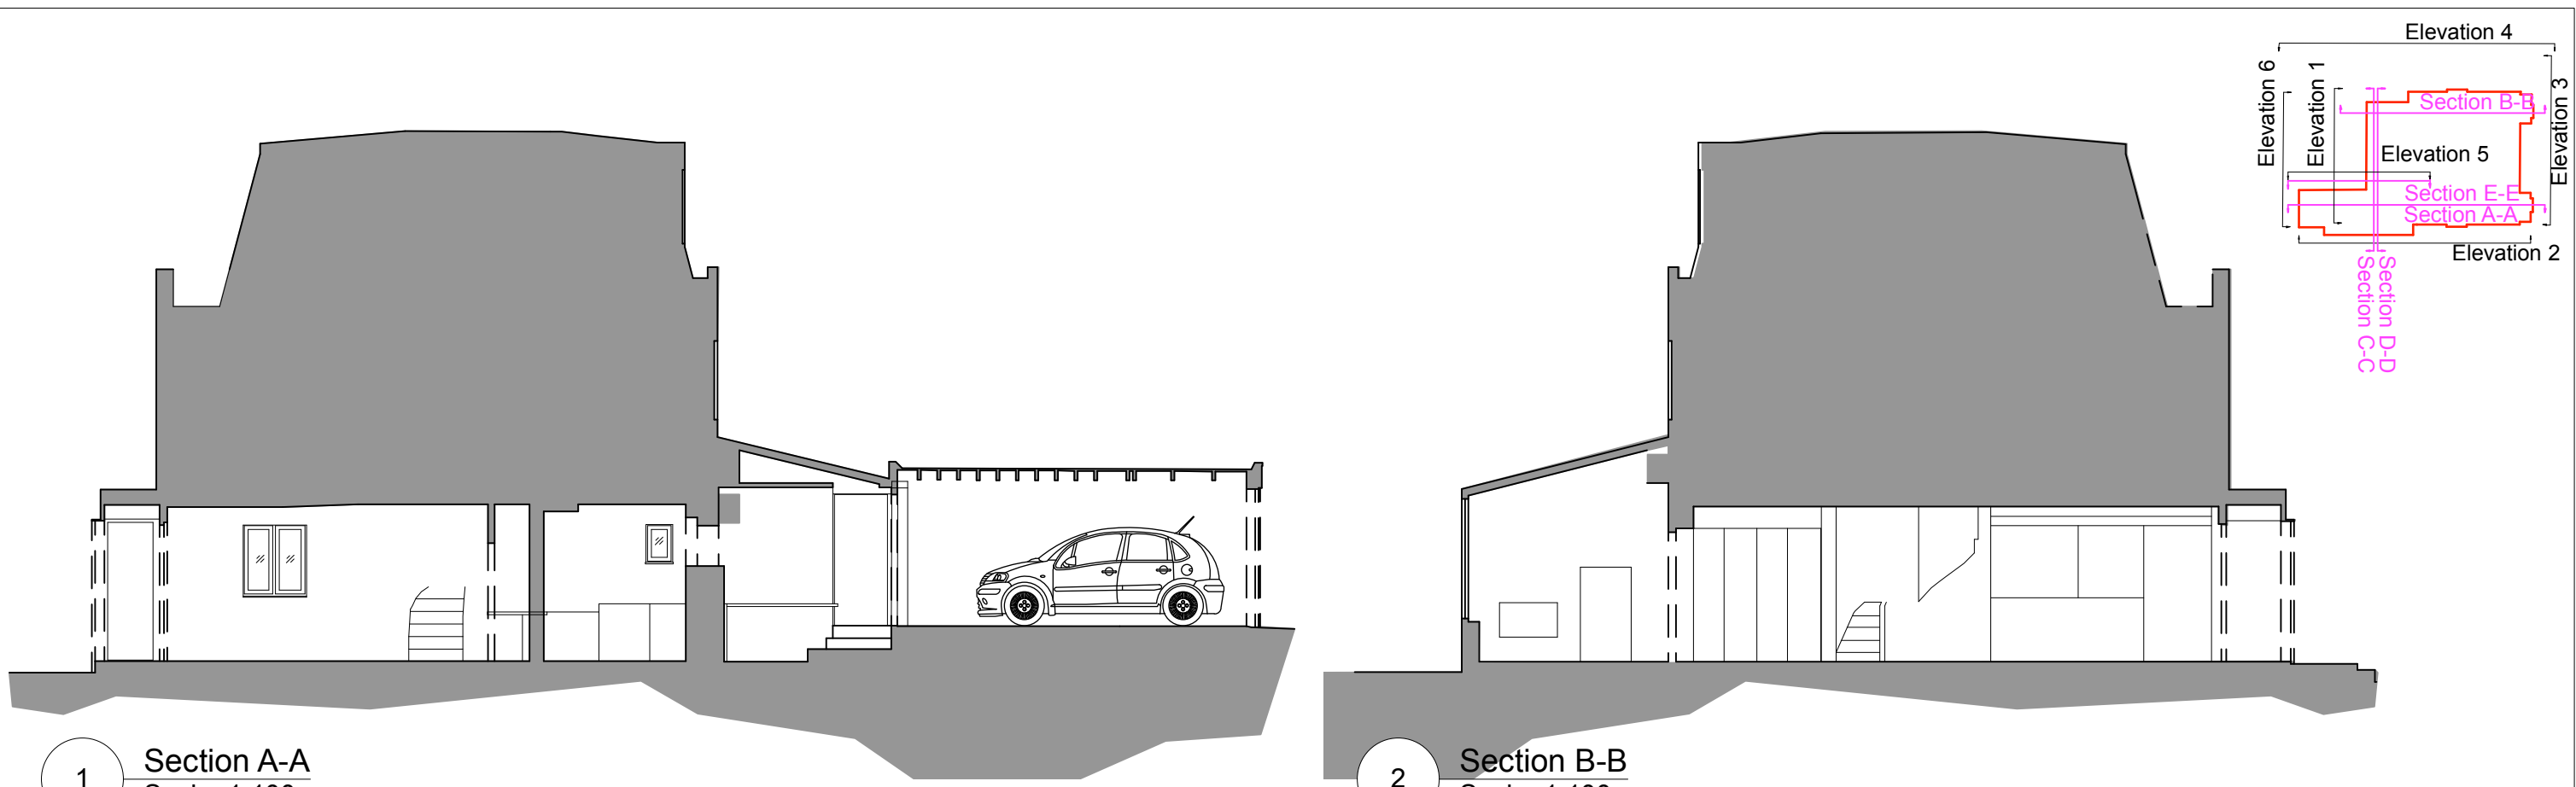 Elevation 4
Elevation 6
Elevation 1
Elevation 3
Section B-B
Elevation 5
Section E-E
Section A-A
Elevation 2
Section C-C
Section D-D
1
Section A-A
2
Section B-B